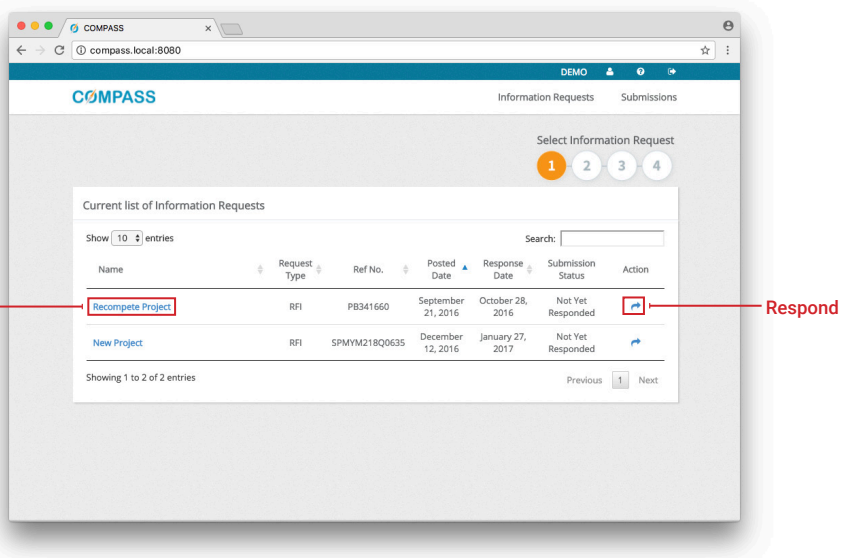 COMPASS
compass.local:8080
DEMO
COMPASS
Information Requests Submissions
Select Information Request
1 2 3 4
Current list of Information Requests
Show 10 entries
Search:
Name Request Type Ref No. Posted Date Response Date Submission Status Action
Recompete Project RFI PB341660 September 21, 2016 October 28, 2016 Not Yet Responded
Respond
New Project RFI SPMYM218Q0635 December 12, 2016 January 27, 2017 Not Yet Responded
Showing 1 to 2 of 2 entries
Previous 1 Next